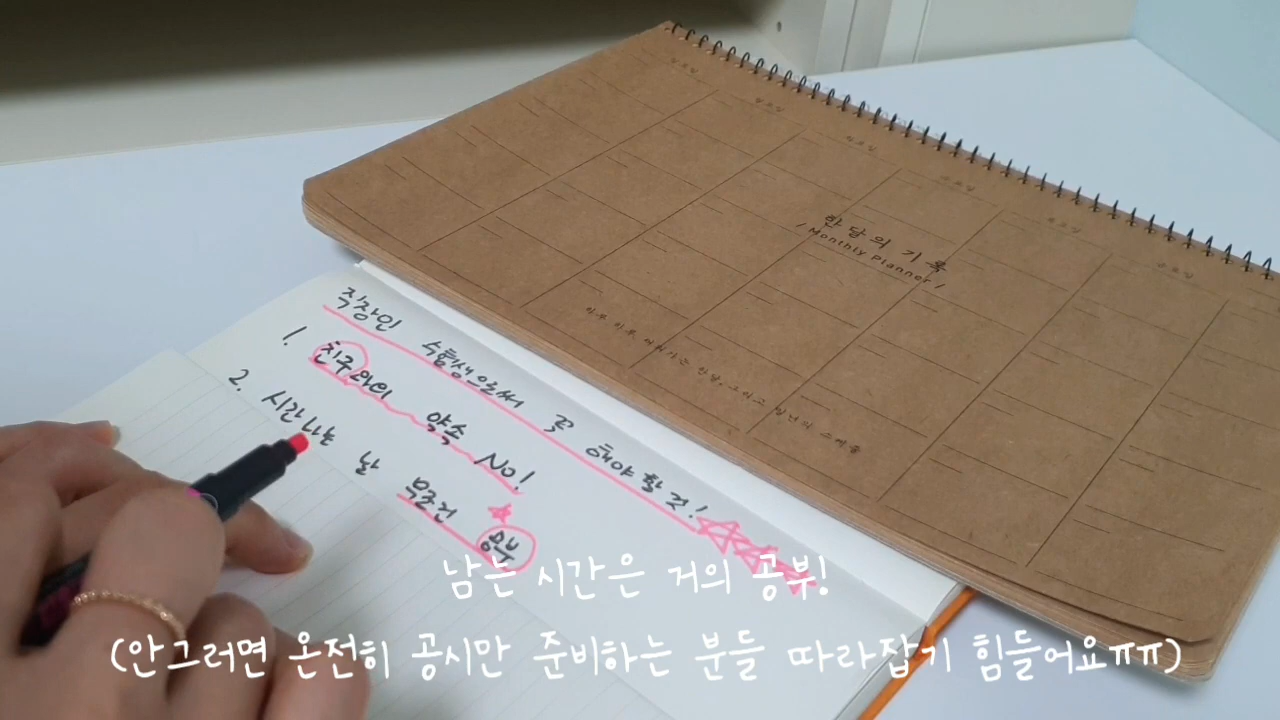 한달의 기록
/ Monthly Planner /
직장인 수험생으로써 꼭 해야 할 것!
1. 친구와의 약속 No!
2. 시간 나는 날 무조건 공부
남는 시간은 거의 공부!
(안그러면 온전히 공시만 준비하는 분들 따라잡기 힘들어요ㅠㅠ)